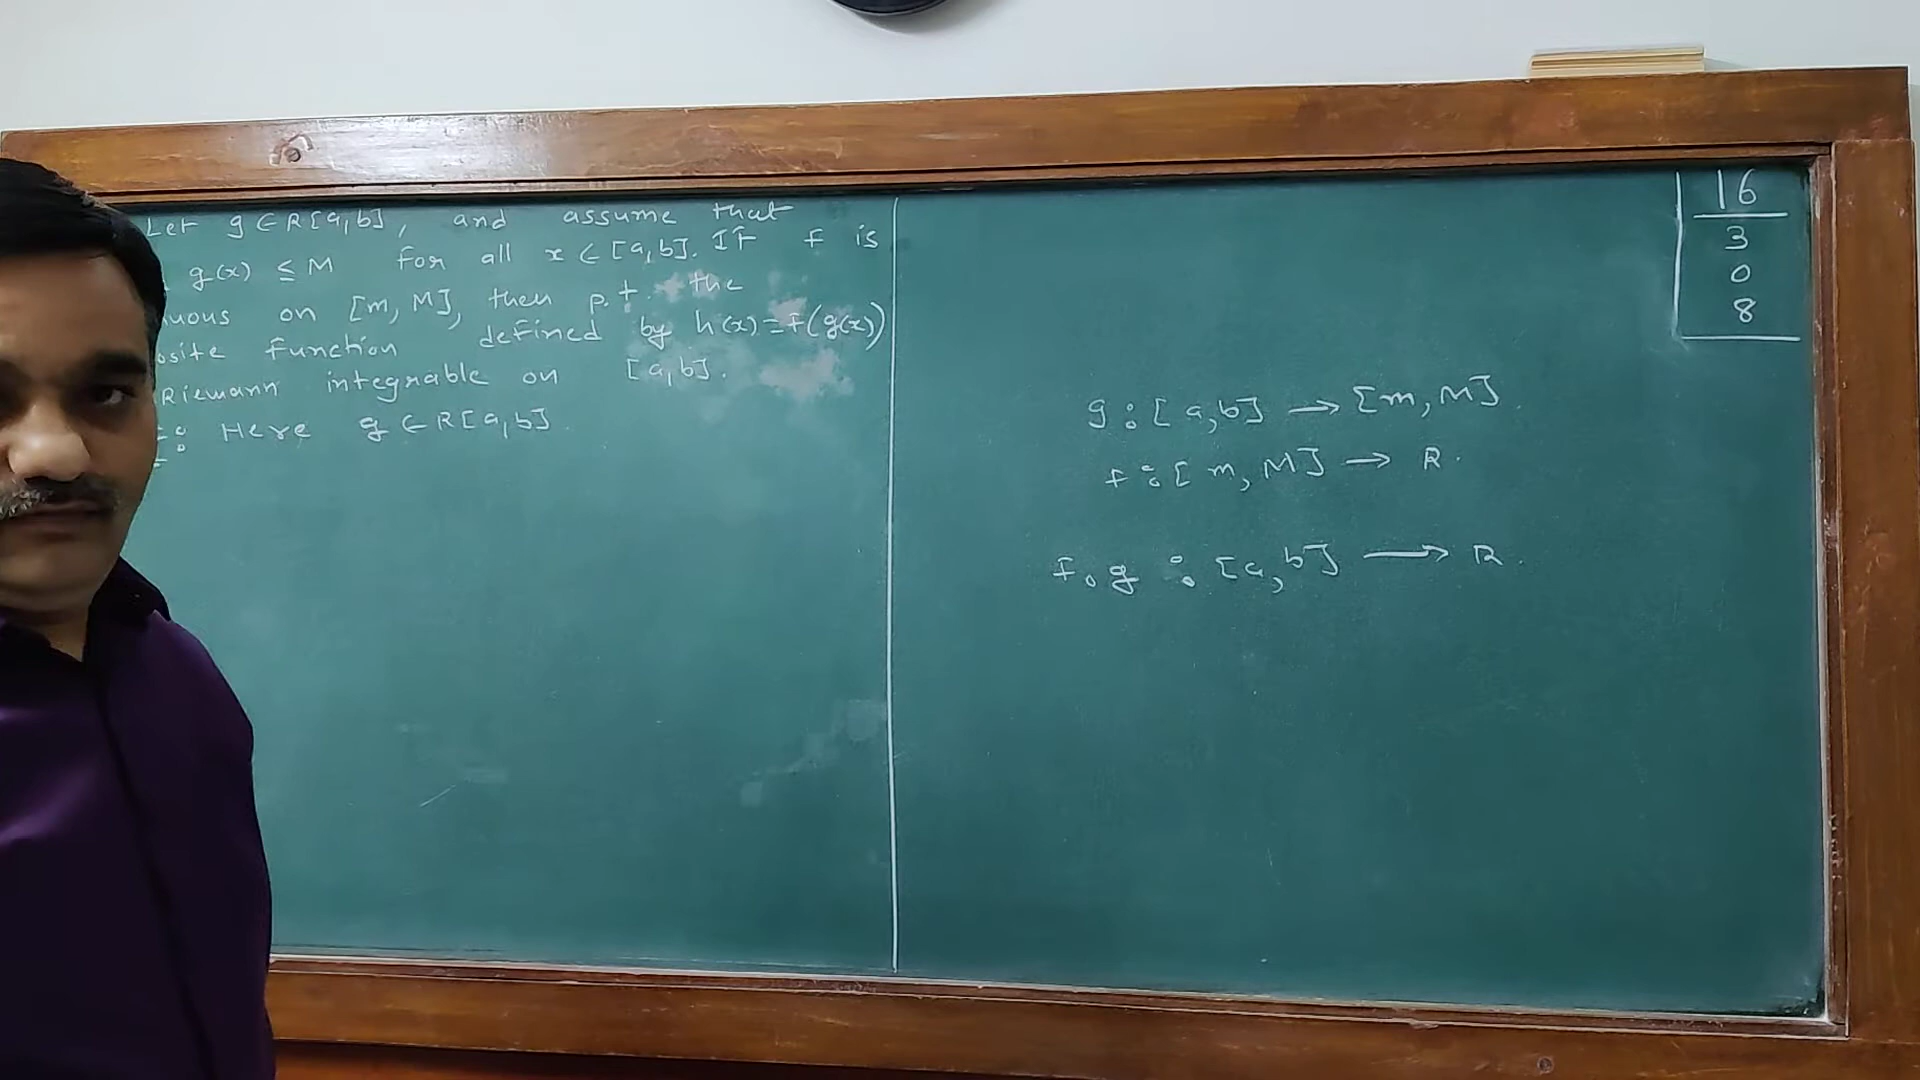 Let g ∈ R[a,b], and assume that
g(x) ≤ M for all x ∈ [a,b]. If f is
nuous on [m, M], then p.t. the
osite function defined by h(x) = f(g(x))
Riemann integrable on [a,b].
: Here g ∈ R[a,b].
g : [a,b] → [m, M].
f : [m, M] → R.
f ∘ g : [a,b] → R.
16
3
0
8